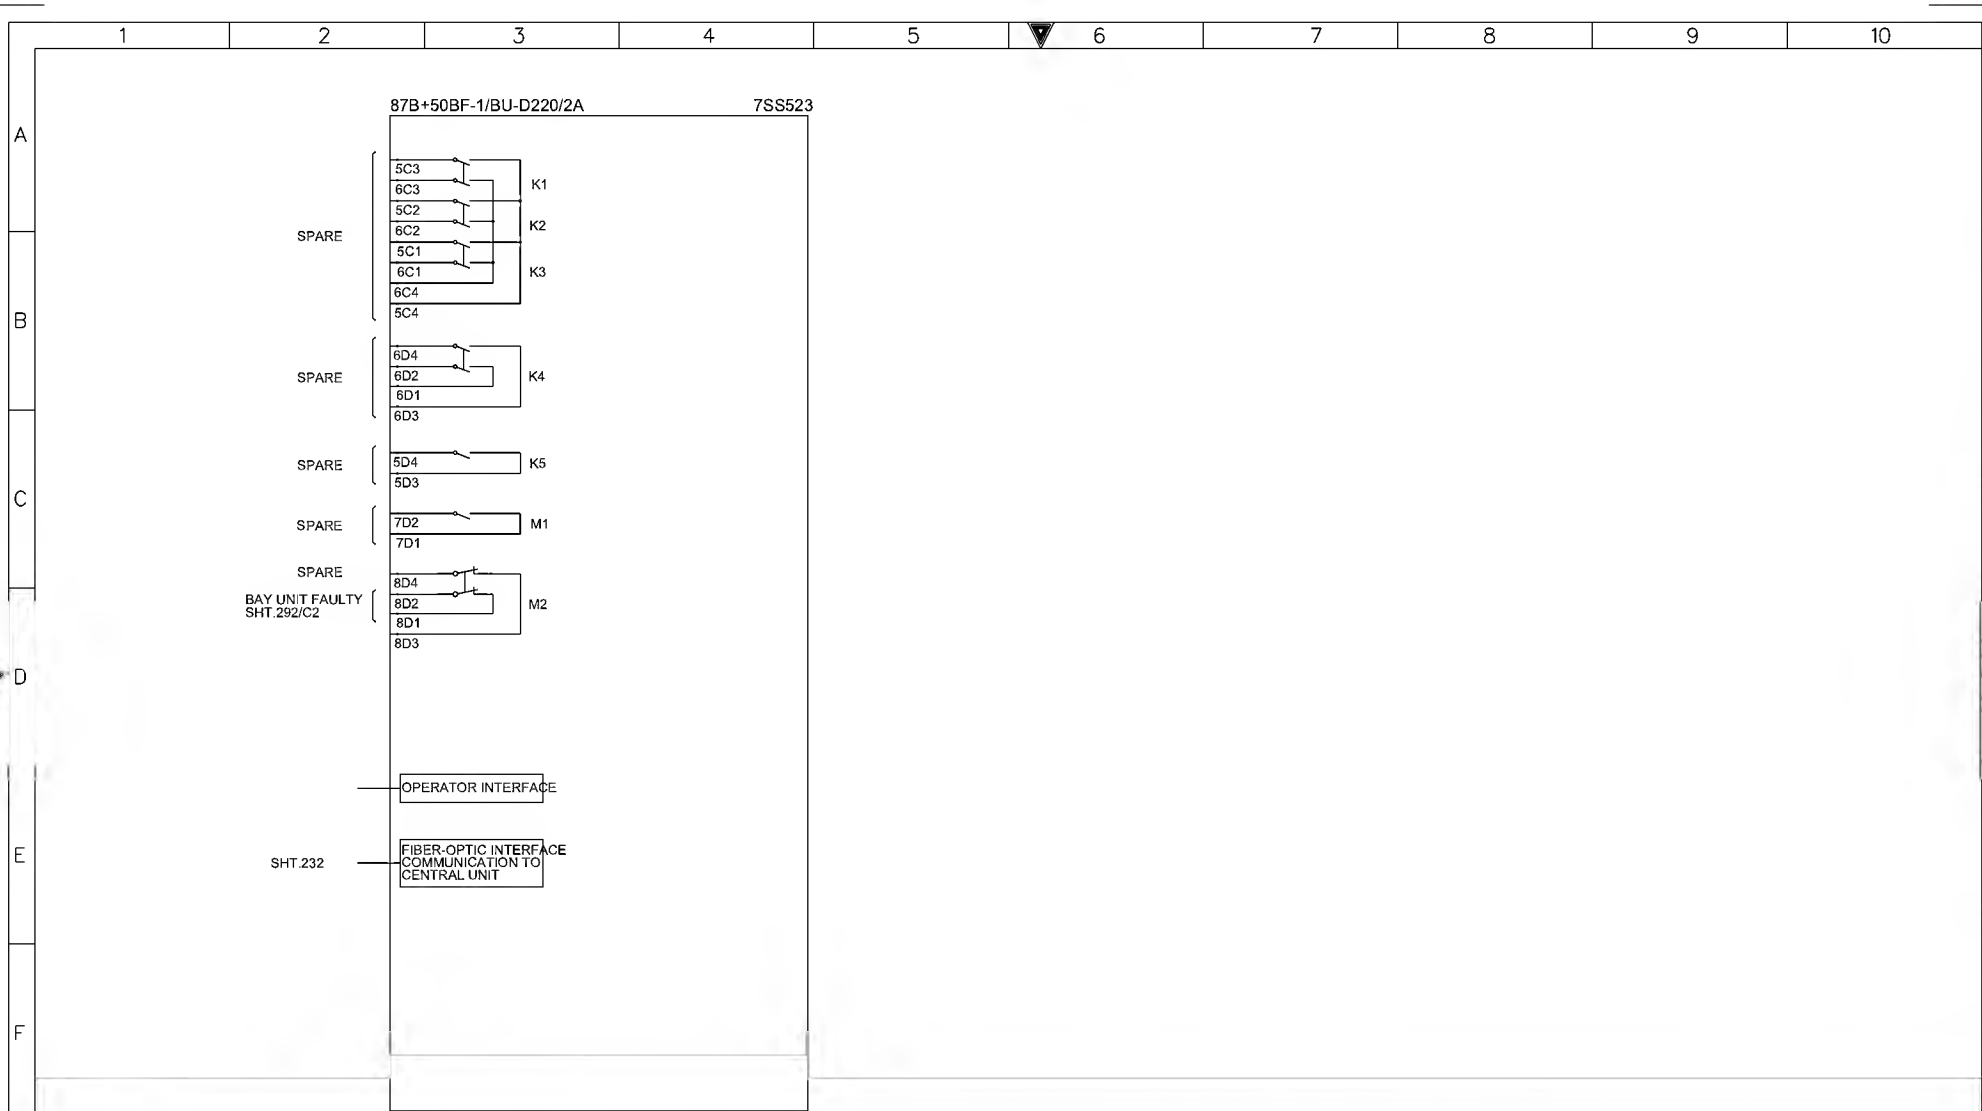 1 2 3 4 5 6 7 8 9 10
87B+50BF-1/BU-D220/2A 7SS523
A
5C3
K1
6C3
5C2
K2
6C2
SPARE
5C1
6C1
K3
6C4
5C4
B
6D4
SPARE
6D2
K4
6D1
6D3
SPARE
5D4
K5
5D3
C
SPARE
7D2
M1
7D1
SPARE
8D4
BAY UNIT FAULTY
SHT.292/C2
8D2
M2
8D1
8D3
D
OPERATOR INTERFACE
E
SHT.232
FIBER-OPTIC INTERFACE
COMMUNICATION TO
CENTRAL UNIT
F